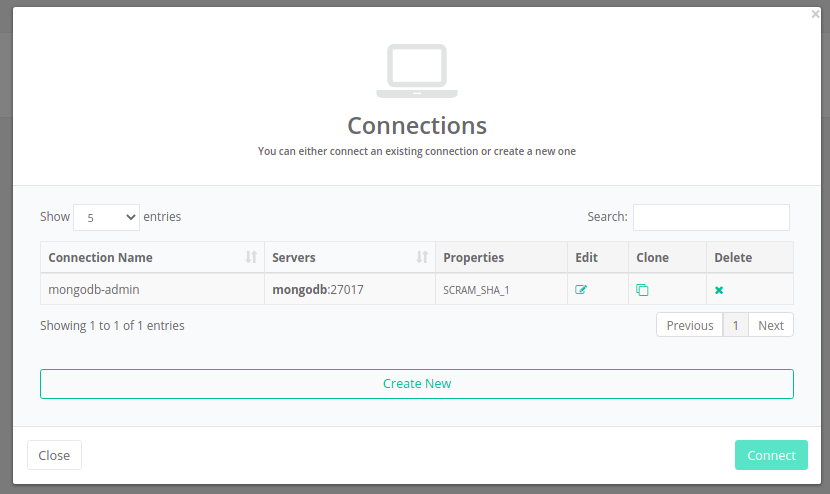 ×
Connections
You can either connect an existing connection or create a new one
Show 5 entries Search:
Connection Name Servers Properties Edit Clone Delete
mongodb-admin mongodb:27017 SCRAM_SHA_1
Showing 1 to 1 of 1 entries Previous 1 Next
Create New
Close Connect